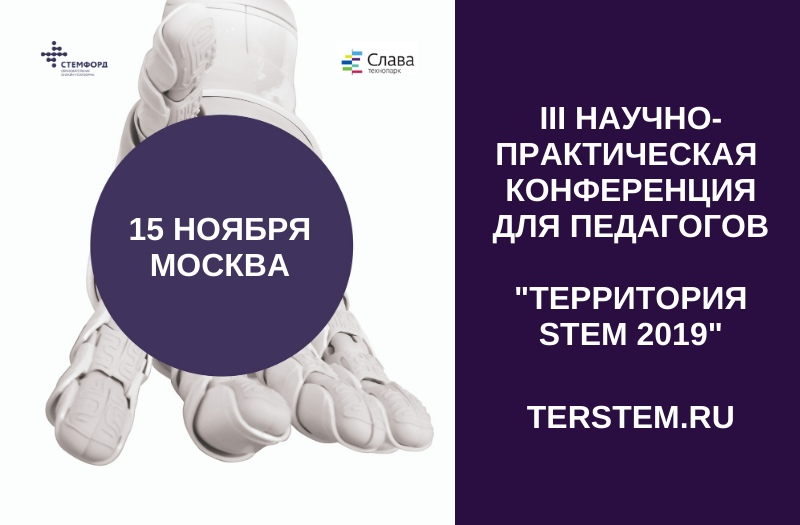 СТЕМФОРД
Слава
технопарк
15 НОЯБРЯ
МОСКВА
III НАУЧНО-
ПРАКТИЧЕСКАЯ
КОНФЕРЕНЦИЯ
ДЛЯ ПЕДАГОГОВ
"ТЕРРИТОРИЯ
STEM 2019"
TERSTEM.RU